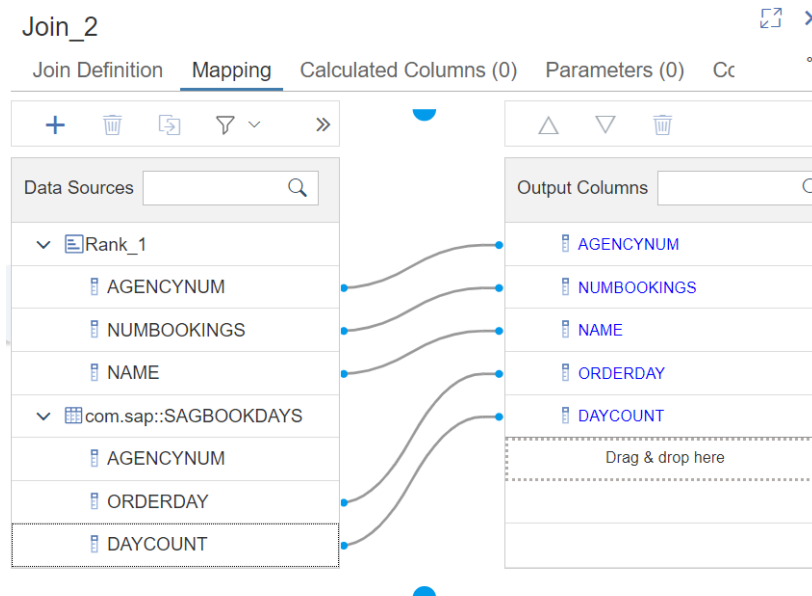 Join_2
Join Definition Mapping Calculated Columns (0) Parameters (0)
Data Sources
Output Columns
Rank_1
AGENCYNUM
NUMBOOKINGS
NAME
com.sap::SAGBOOKDAYS
AGENCYNUM
ORDERDAY
DAYCOUNT
AGENCYNUM
NUMBOOKINGS
NAME
ORDERDAY
DAYCOUNT
Drag & drop here